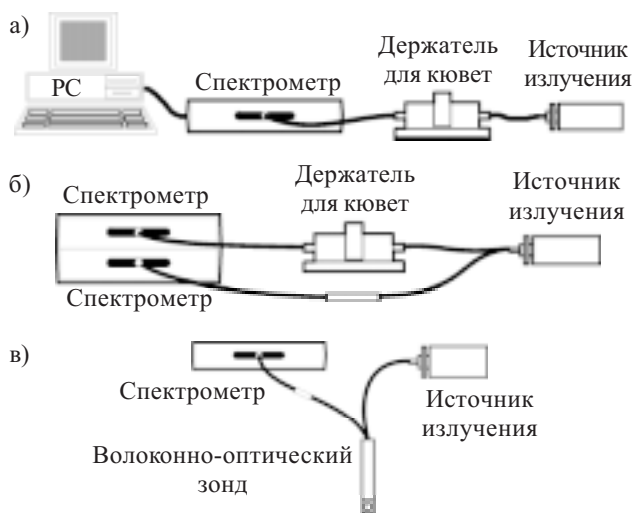 а)
PC
Спектрометр
Держатель
для кювет
Источник
излучения
б)
Спектрометр
Спектрометр
Держатель
для кювет
Источник
излучения
в)
Спектрометр
Источник
излучения
Волоконно-оптический
зонд